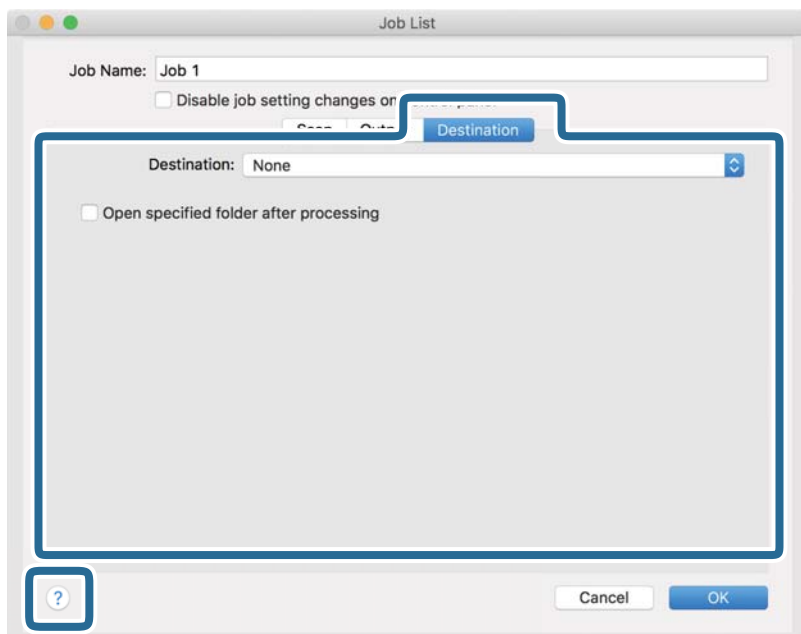 Job List
Job Name: Job 1
Disable job setting changes on
Destination
Destination: None
Open specified folder after processing
?
Cancel OK